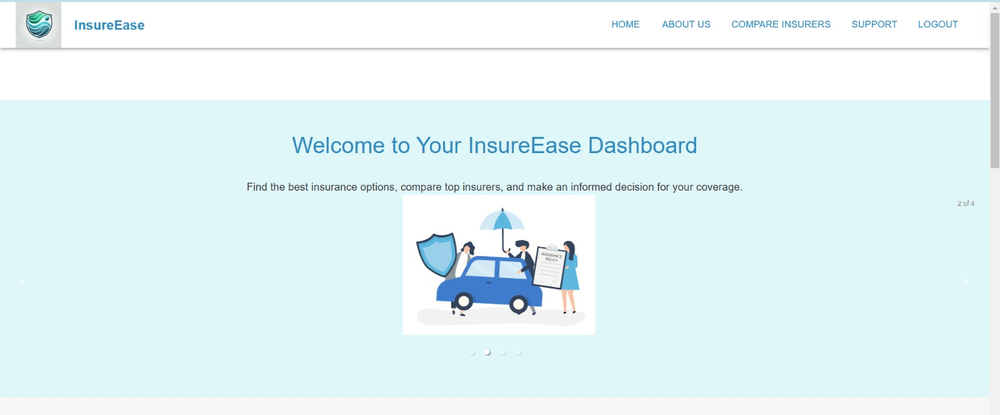 InsureEase
HOME
ABOUT US
COMPARE INSURERS
SUPPORT
LOGOUT
Welcome to Your InsureEase Dashboard
Find the best insurance options, compare top insurers, and make an informed decision for your coverage.
2 of 4
INSURANCE
POLICY